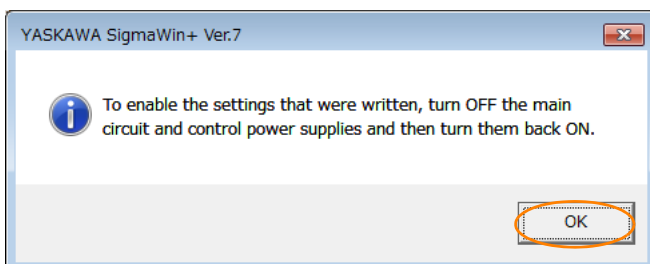 YASKAWA SigmaWin+ Ver.7
To enable the settings that were written, turn OFF the main
circuit and control power supplies and then turn them back ON.
OK